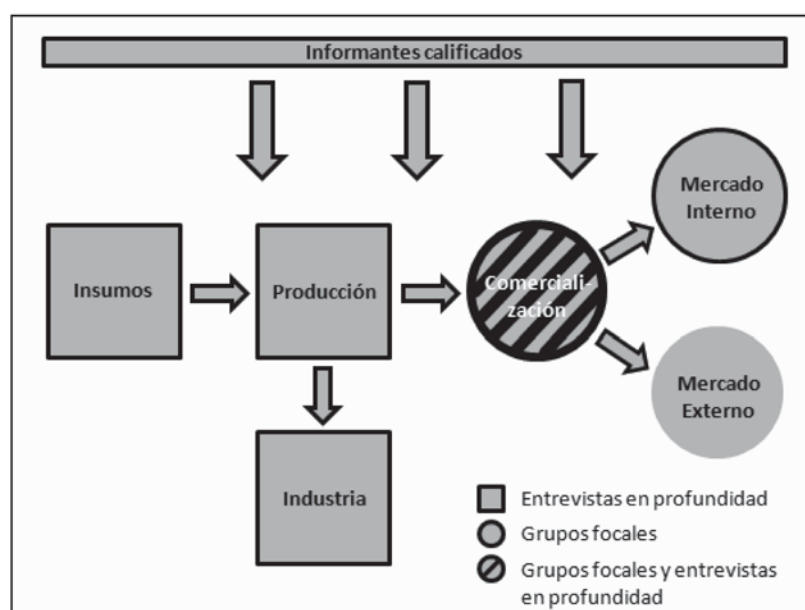 Informantes calificados
Mercado
Interno
Insumos
Producción
Comerciali-
zación
Mercado
Externo
Industria
Entrevistas en profundidad
Grupos focales
Grupos focales y entrevistas
en profundidad